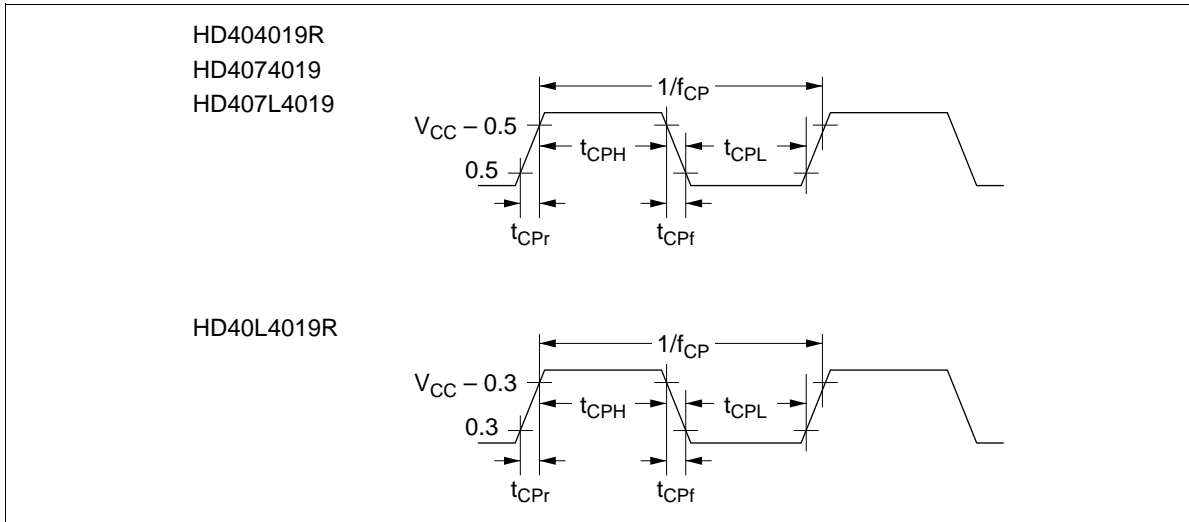 HD404019R
HD4074019
HD407L4019
1/fCP
VCC – 0.5
tCPH
tCPL
0.5
tCPr
tCPf
HD40L4019R
1/fCP
VCC – 0.3
tCPH
tCPL
0.3
tCPr
tCPf